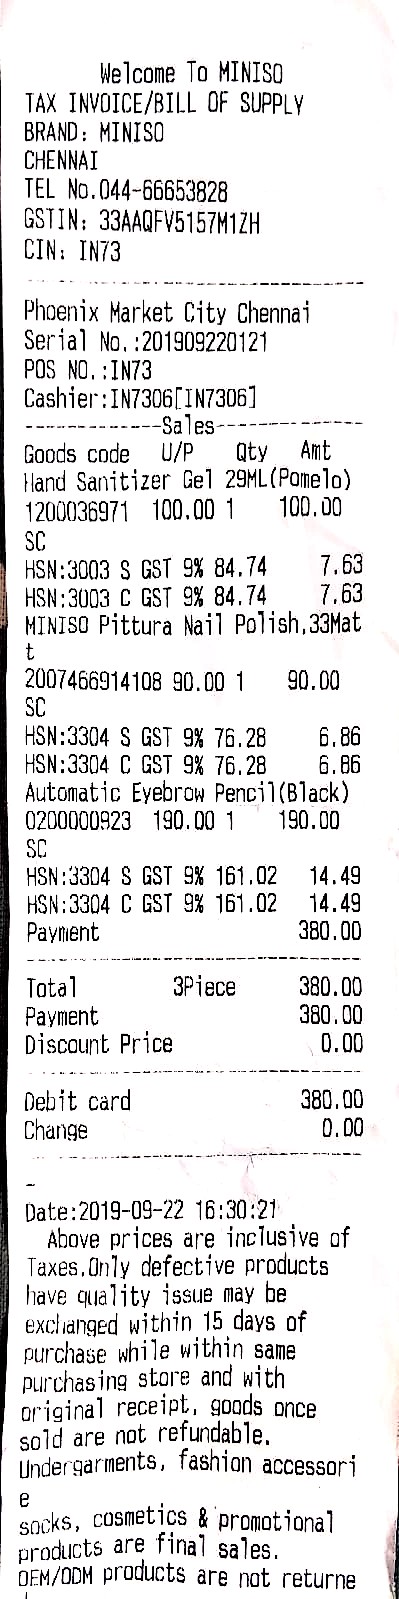 Welcome To MINISO
TAX INVOICE/BILL OF SUPPLY
BRAND: MINISO
CHENNAI
TEL No.044-66653828
GSTIN: 33AAQFV5157M1ZH
CIN: IN73
Phoenix Market City Chennai
Serial No.:201909220121
POS NO.:IN73
Cashier:IN7306[IN7306]
-------------Sales--------------
Goods code U/P Qty Amt
Hand Sanitizer Gel 29ML(Pomelo)
1200036971 100.00 1 100.00
SC
HSN:3003 S GST 9% 84.74 7.63
HSN:3003 C GST 9% 84.74 7.63
MINISO Pittura Nail Polish,33Mat
t
2007466914108 90.00 1 90.00
SC
HSN:3304 S GST 9% 76.28 6.86
HSN:3304 C GST 9% 76.28 6.86
Automatic Eyebrow Pencil(Black)
0200000923 190.00 1 190.00
SC
HSN:3304 S GST 9% 161.02 14.49
HSN:3304 C GST 9% 161.02 14.49
Payment 380.00
Total 3Piece 380.00
Payment 380.00
Discount Price 0.00
Debit card 380.00
Change 0.00
Date:2019-09-22 16:30:21
Above prices are inclusive of
Taxes.Only defective products
have quality issue may be
exchanged within 15 days of
purchase while within same
purchasing store and with
original receipt, goods once
sold are not refundable.
Undergarments, fashion accessori
e
socks, cosmetics & promotional
products are final sales.
OEM/ODM products are not returne